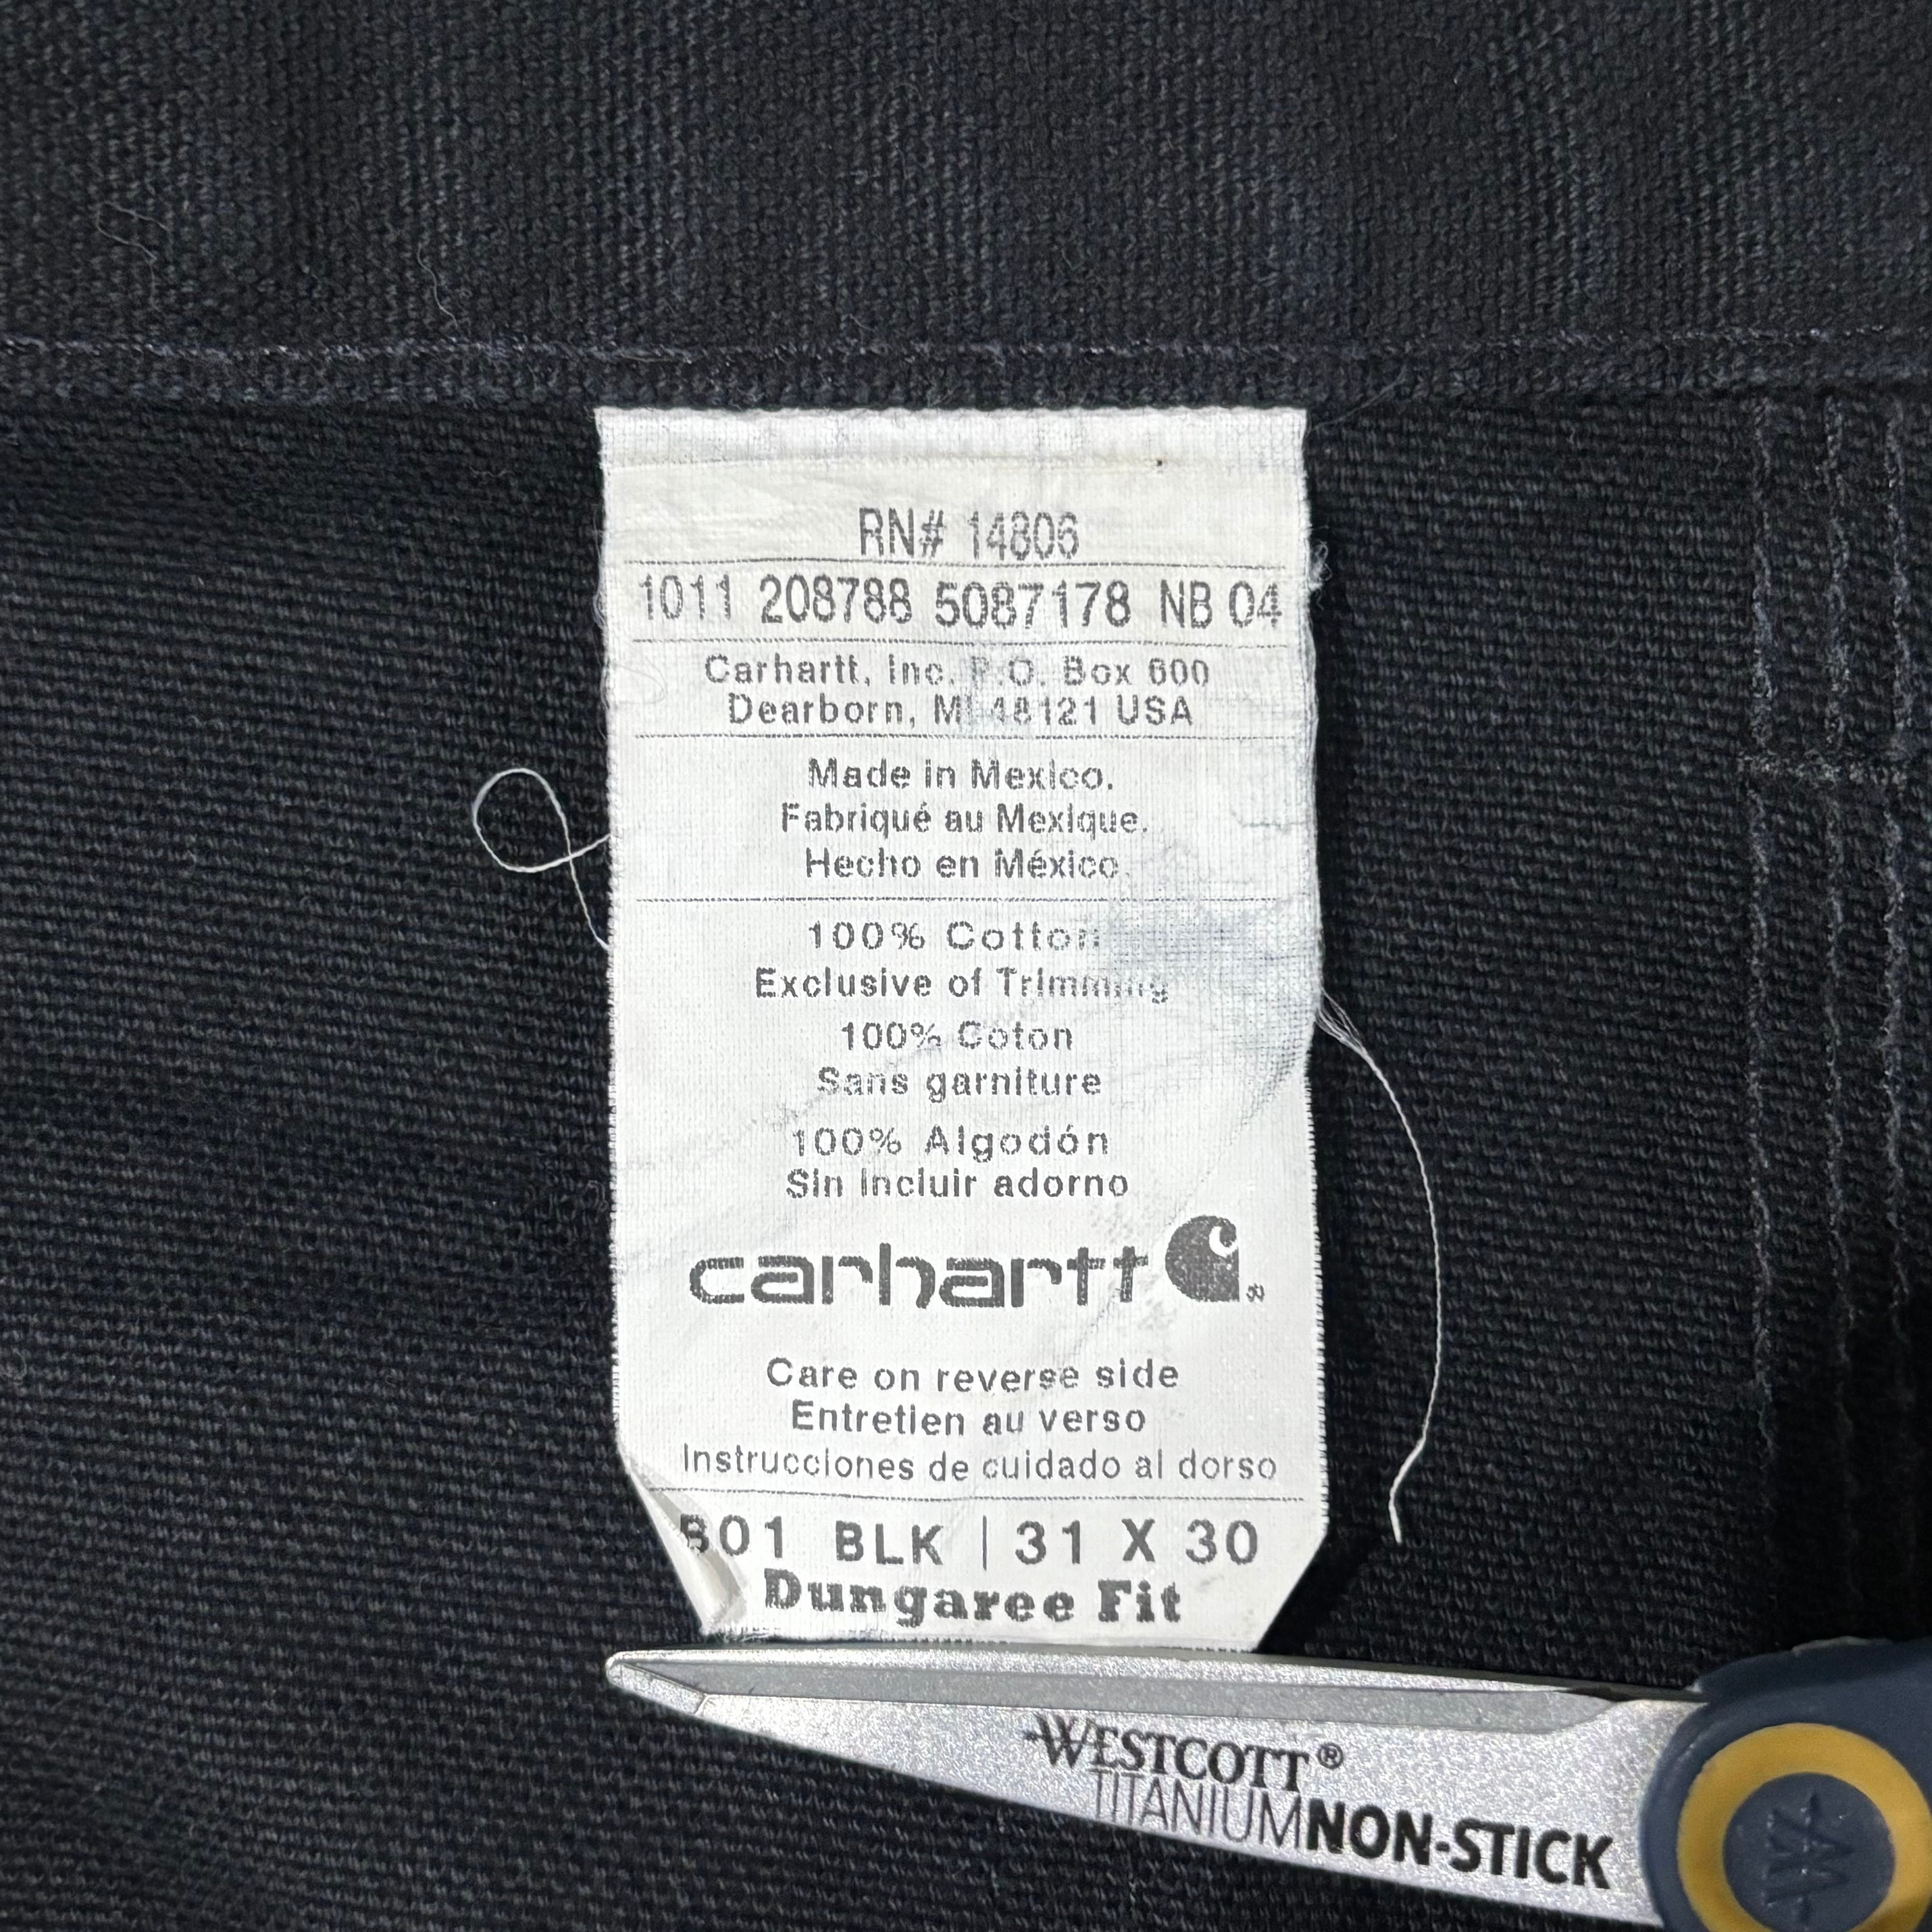 RN# 14806
1011 208788 5087178 NB 04
Carhartt, Inc. P.O. Box 600
Dearborn, MI 48121 USA
Made in Mexico.
Fabriqué au Mexique.
Hecho en México.
100% Cotton
Exclusive of Trimming
100% Coton
Sans garniture
100% Algodón
Sin incluir adorno
carhartt ®
Care on reverse side
Entretien au verso
Instrucciones de cuidado al dorso
B01 BLK | 31 X 30
Dungaree Fit
WESTCOTT®
TITANIUM NON-STICK
W